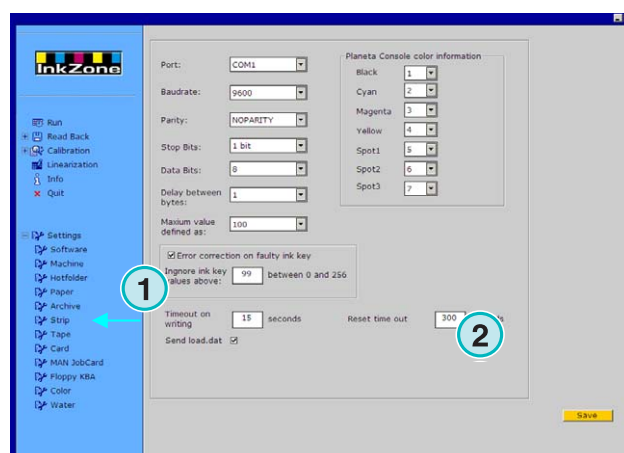 InkZone
Run
Read Back
Calibration
Linearization
Info
Quit
Settings
Software
Machine
Hotfolder
Paper
Archive
Strip
Tape
Card
MAN JobCard
Floppy KBA
Color
Water
1
Port: COM1
Baudrate: 9600
Parity: NOPARITY
Stop Bits: 1 bit
Data Bits: 8
Delay between
bytes: 1
Maxium value
defined as: 100
Planeta Console color information
Black 1
Cyan 2
Magenta 3
Yellow 4
Spot1 5
Spot2 6
Spot3 7
Error correction on faulty ink key
Ingnore ink key
values above: 99 between 0 and 256
Timeout on
writing 15 seconds
Reset time out 300
2
Send load.dat
Save